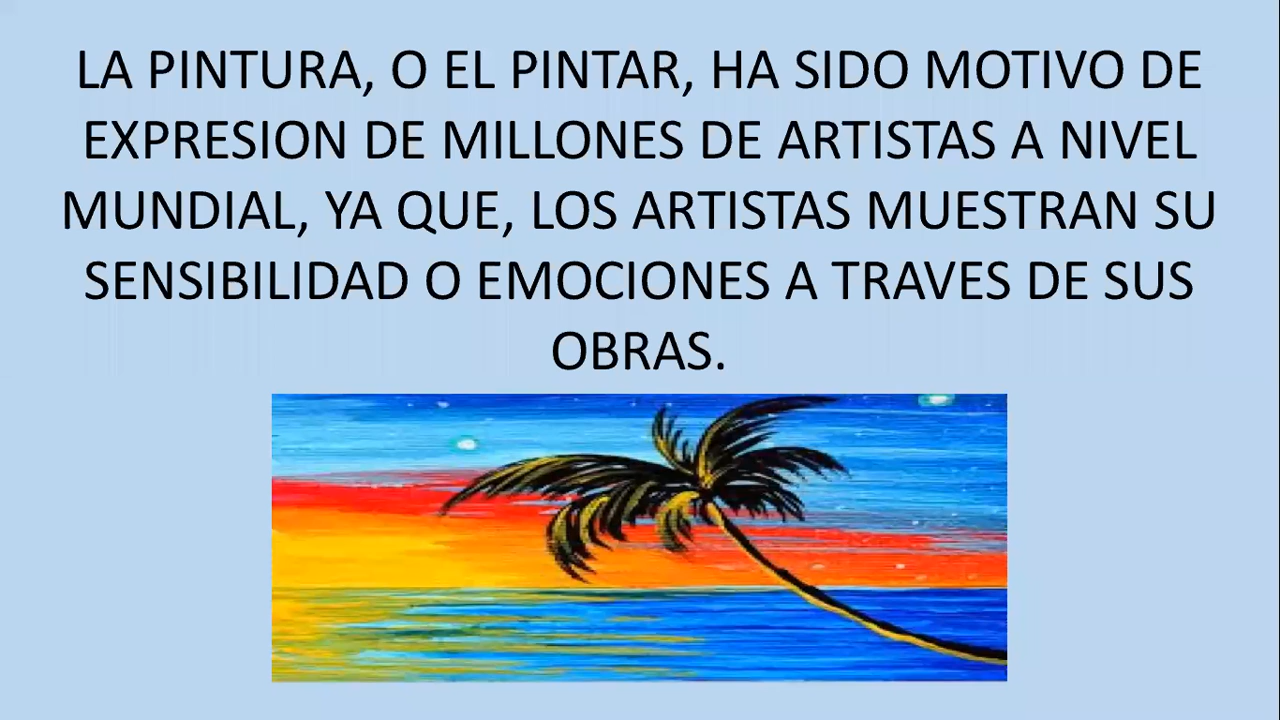 LA PINTURA, O EL PINTAR, HA SIDO MOTIVO DE
EXPRESION DE MILLONES DE ARTISTAS A NIVEL
MUNDIAL, YA QUE, LOS ARTISTAS MUESTRAN SU
SENSIBILIDAD O EMOCIONES A TRAVES DE SUS
OBRAS.